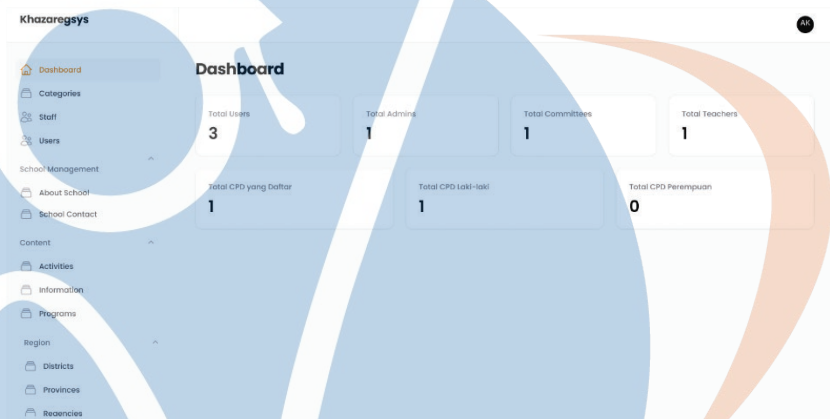 Khazaregsys
AK
Dashboard
Categories
Staff
Users
School Management
About School
School Contact
Content
Activities
Information
Programs
Region
Districts
Provinces
Regencies
Dashboard
Total Users
3
Total Admins
1
Total Committees
1
Total Teachers
1
Total CPD yang Daftar
1
Total CPD Laki-laki
1
Total CPD Perempuan
0